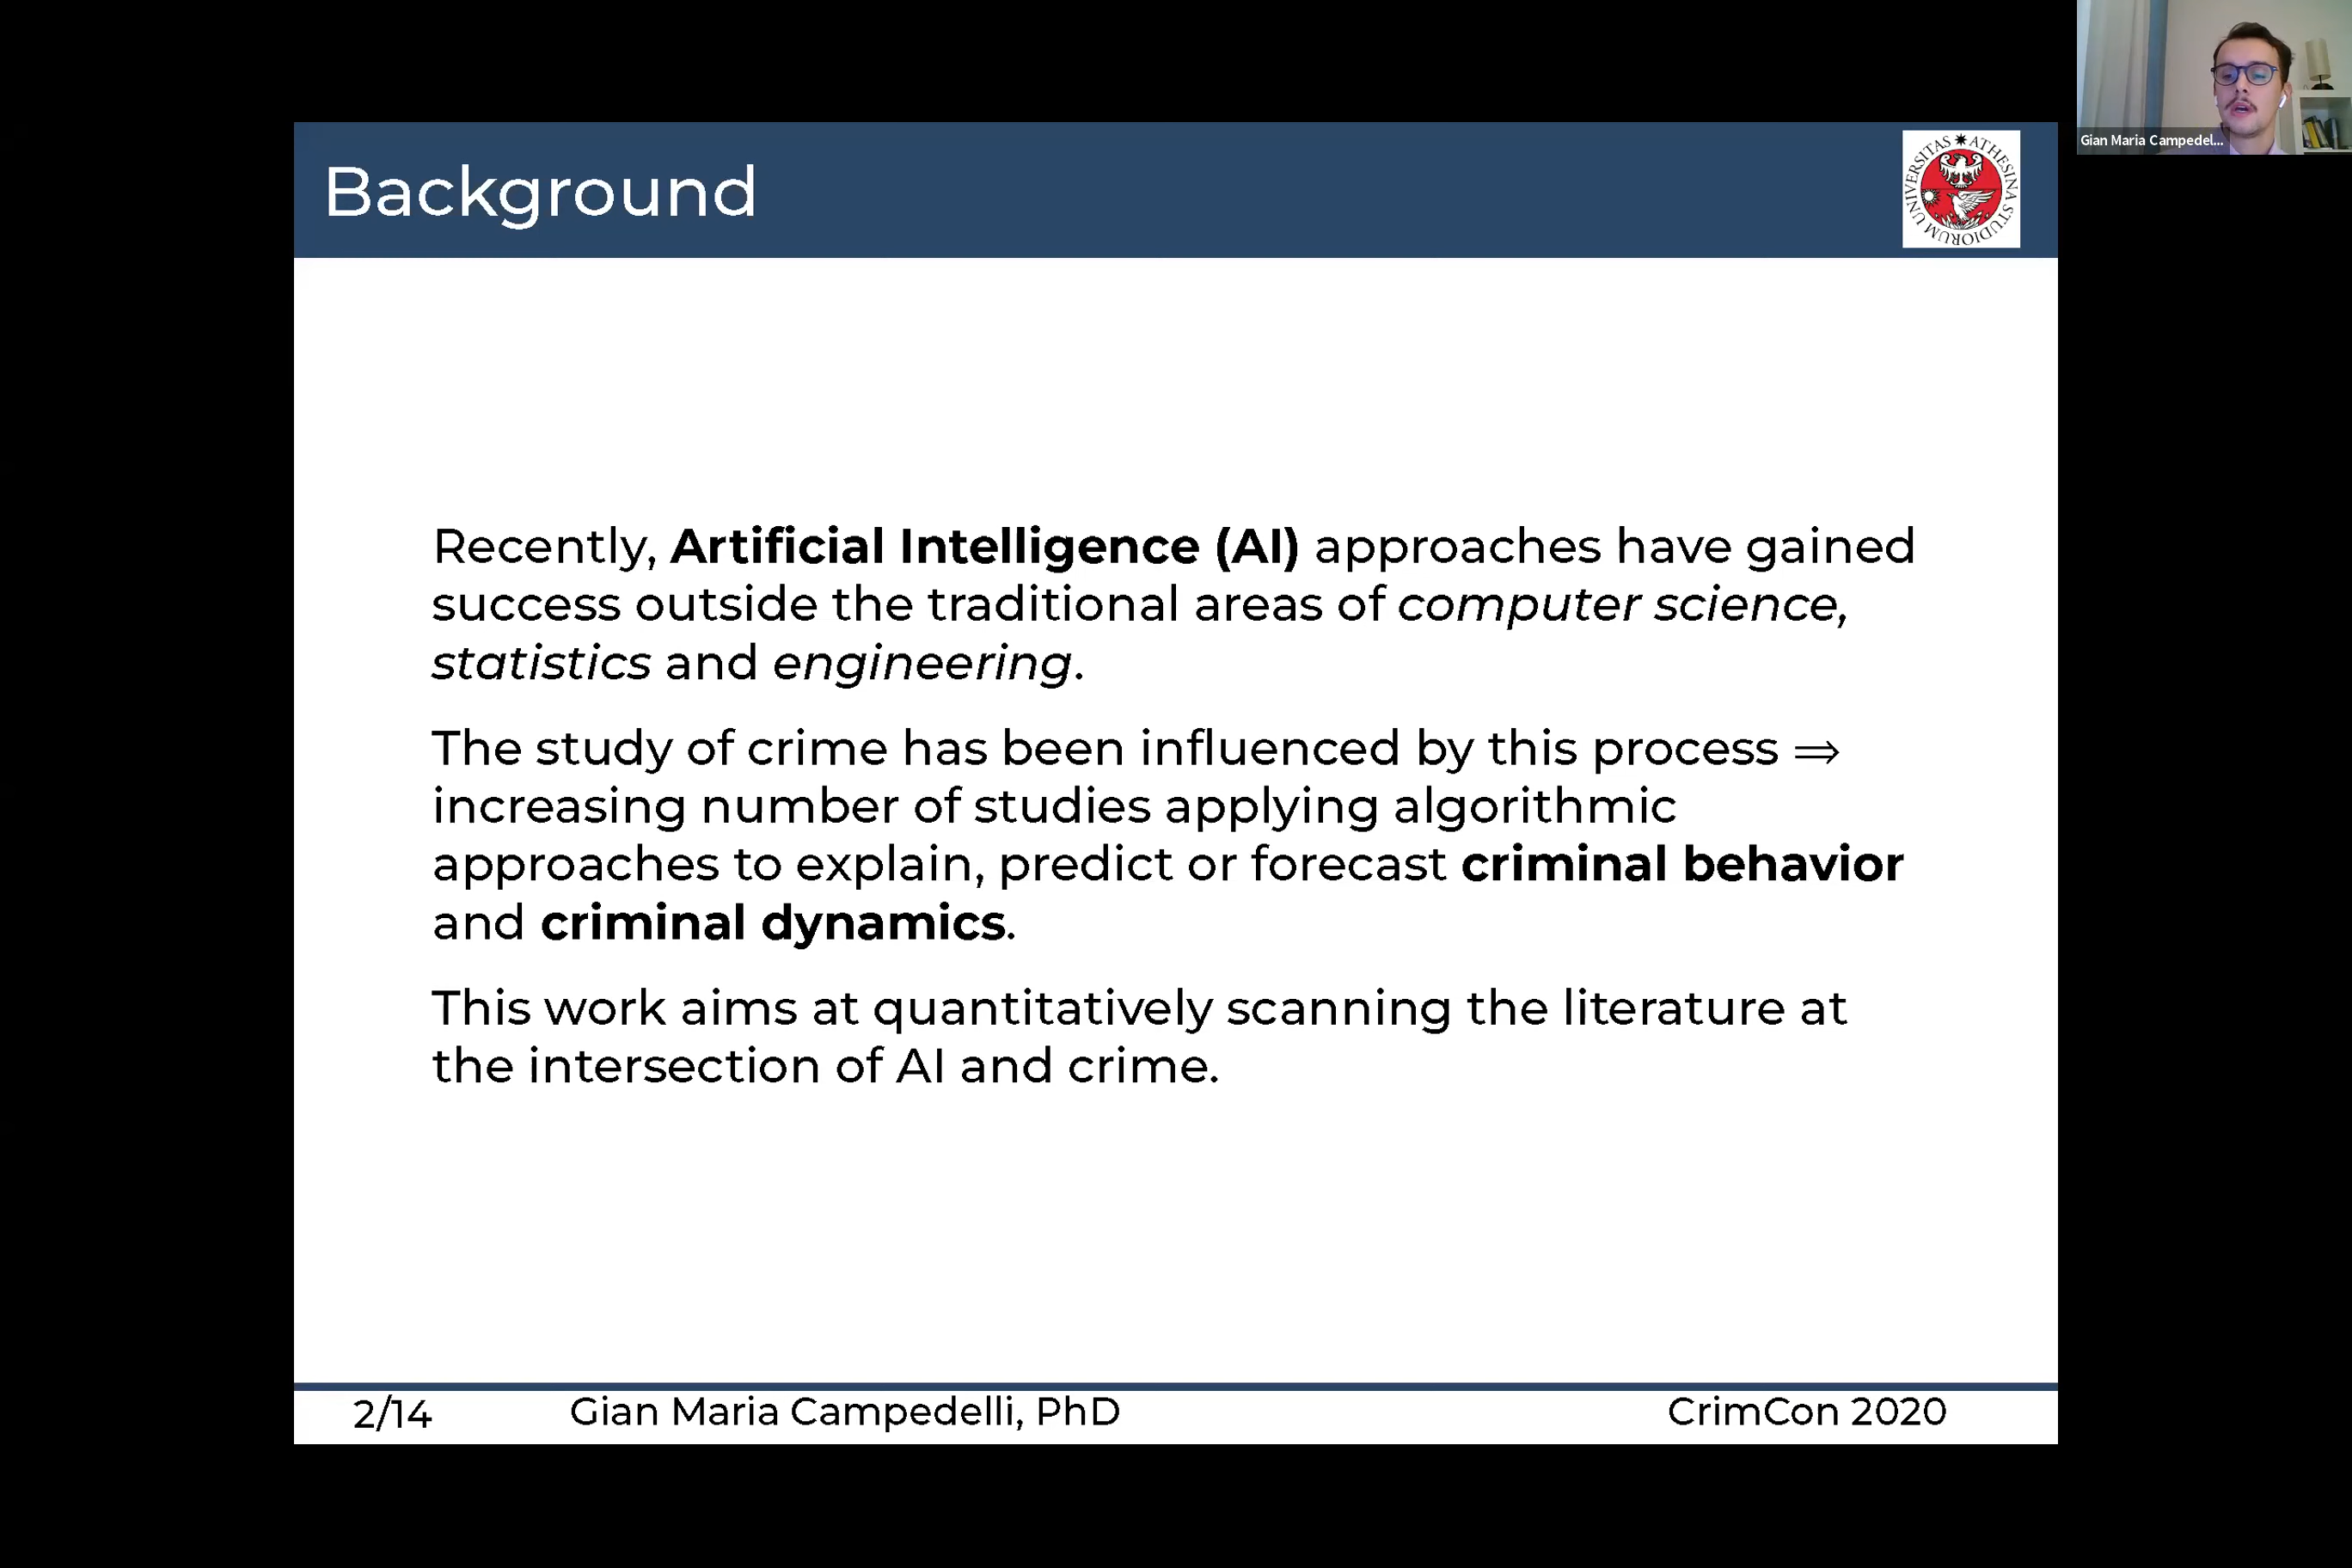 Background
UNIVERSITAS ATHESINA STUDIORUM
Gian Maria Campedel...
Recently, Artificial Intelligence (AI) approaches have gained
success outside the traditional areas of computer science,
statistics and engineering.
The study of crime has been influenced by this process ⇒
increasing number of studies applying algorithmic
approaches to explain, predict or forecast criminal behavior
and criminal dynamics.
This work aims at quantitatively scanning the literature at
the intersection of AI and crime.
2/14
Gian Maria Campedelli, PhD
CrimCon 2020